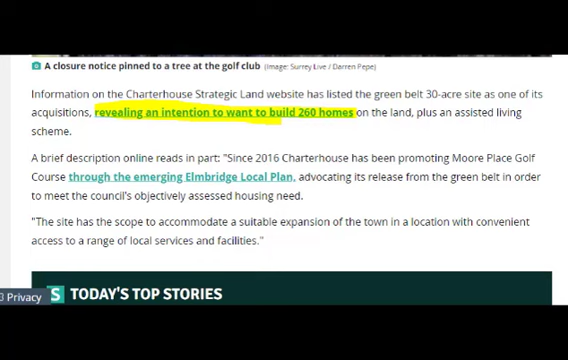 A closure notice pinned to a tree at the golf club (Image: Surrey Live / Darren Pepe)
Information on the Charterhouse Strategic Land website has listed the green belt 30-acre site as one of its
acquisitions, revealing an intention to want to build 260 homes on the land, plus an assisted living
scheme.
A brief description online reads in part: "Since 2016 Charterhouse has been promoting Moore Place Golf
Course through the emerging Elmbridge Local Plan, advocating its release from the green belt in order
to meet the council's objectively assessed housing need.
"The site has the scope to accommodate a suitable expansion of the town in a location with convenient
access to a range of local services and facilities."
S TODAY'S TOP STORIES
Privacy